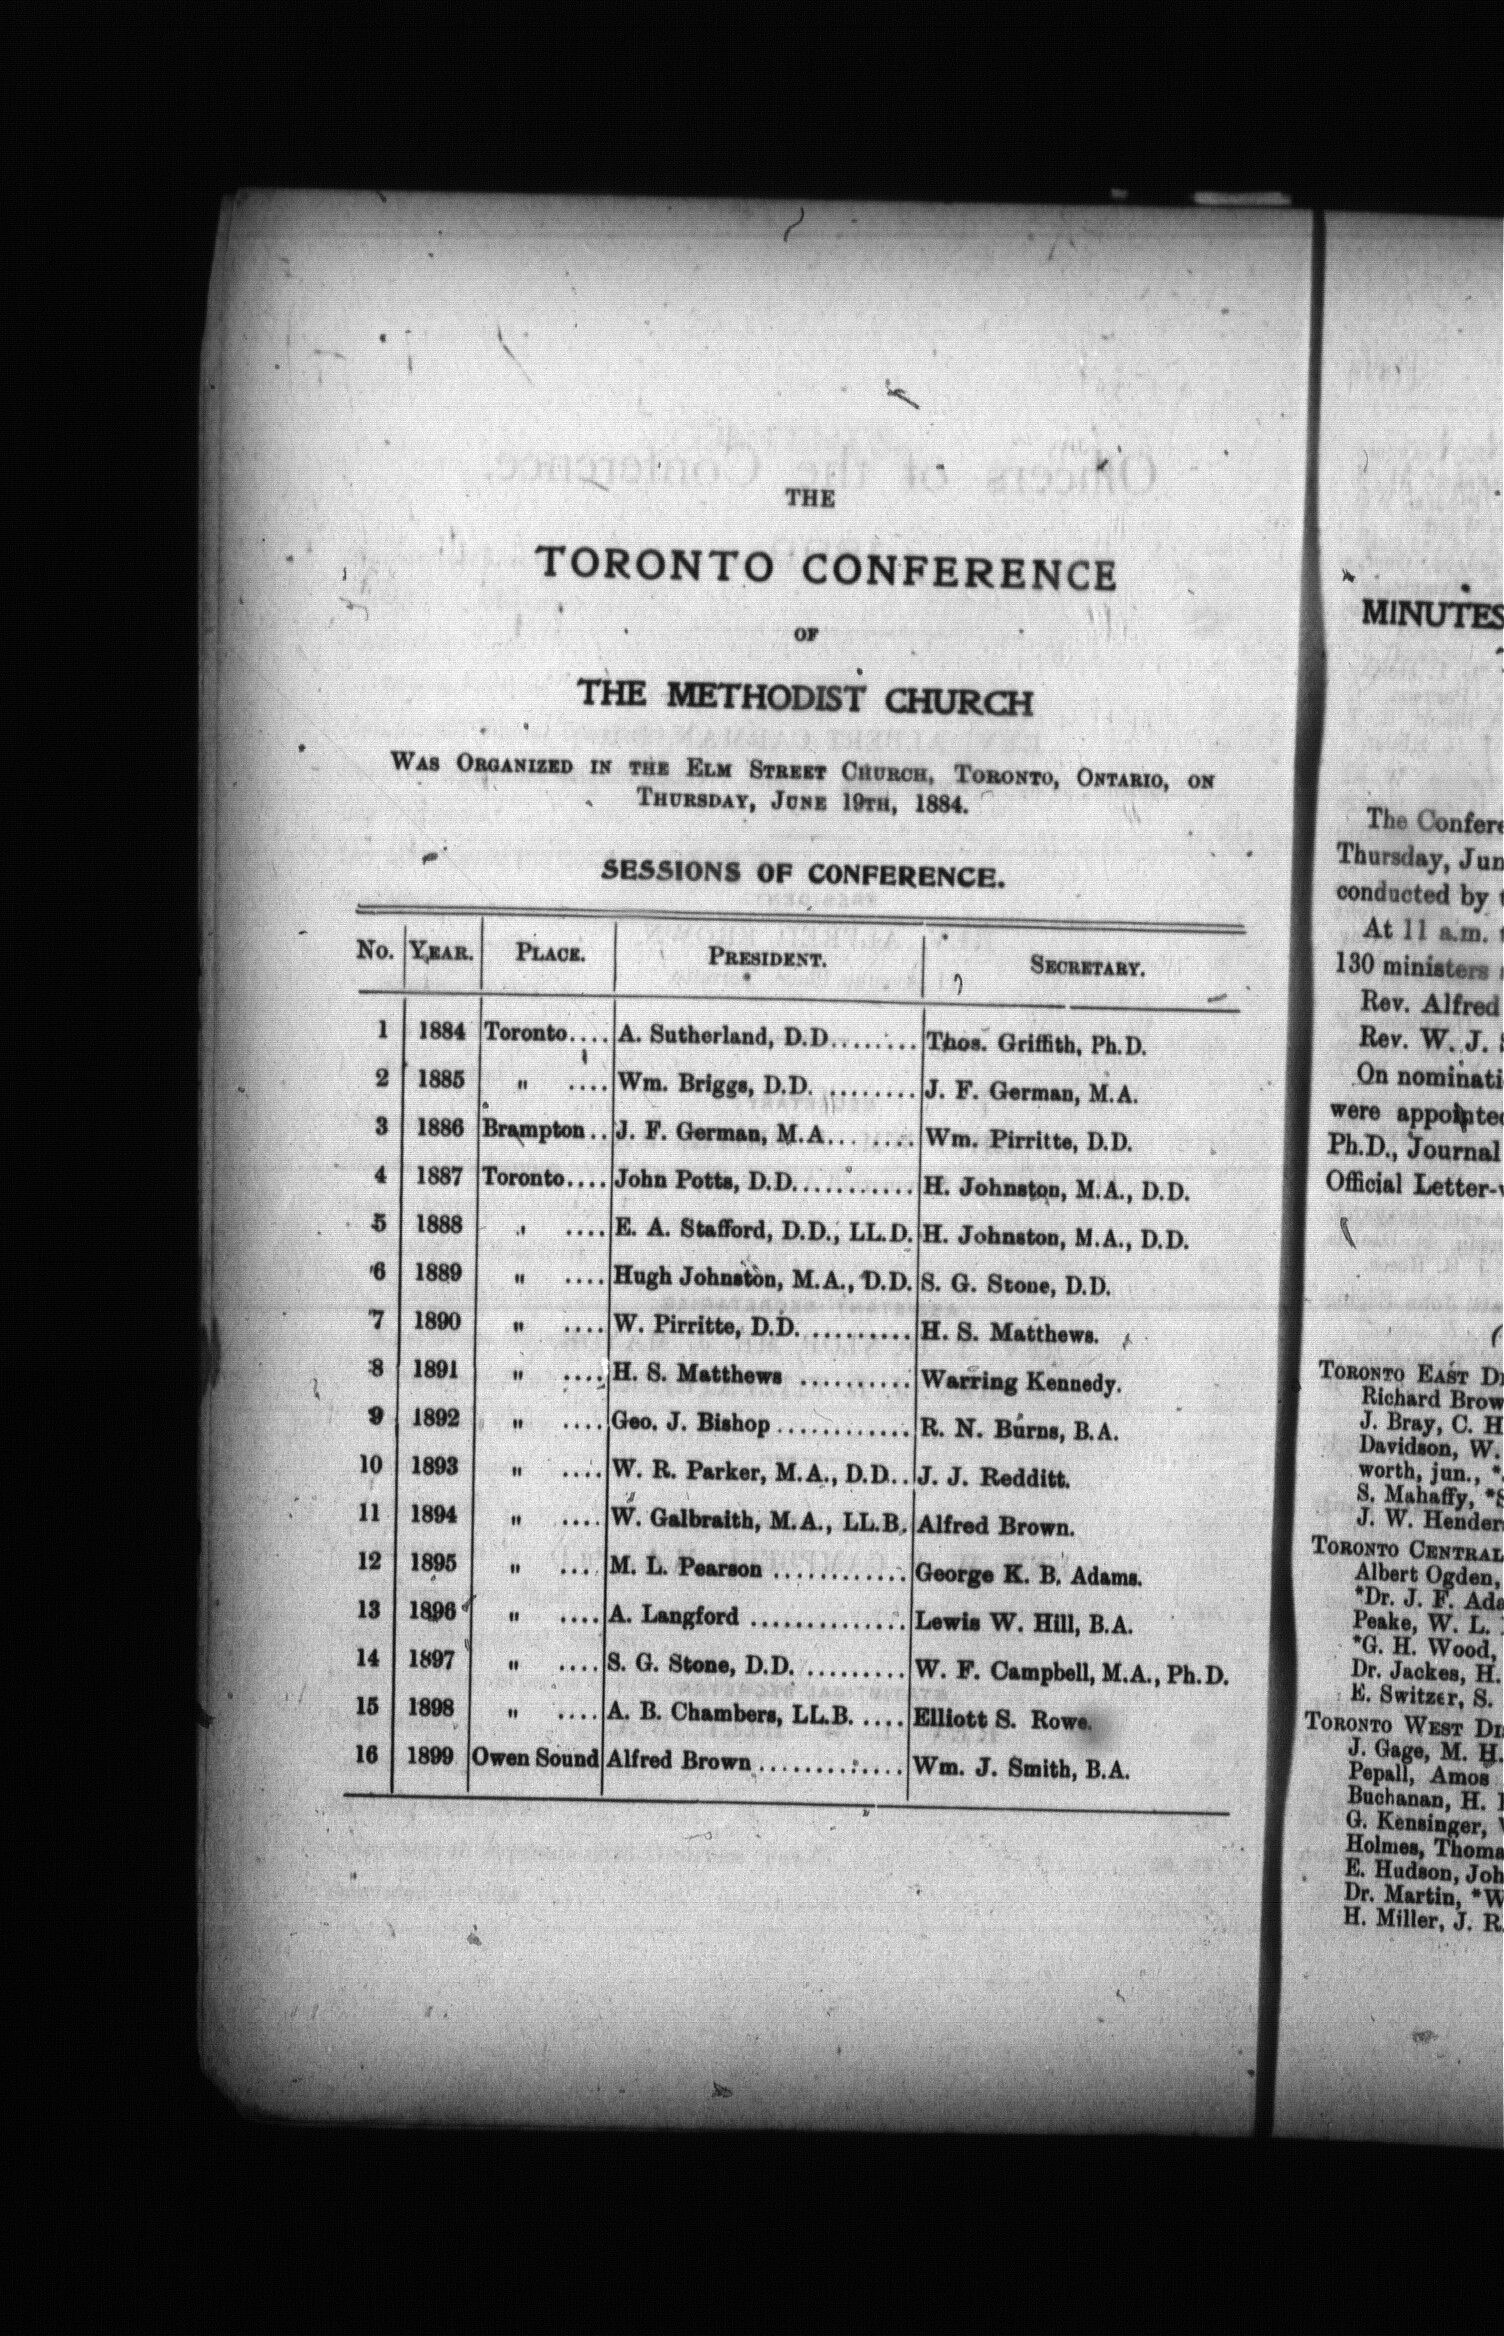 THE
TORONTO CONFERENCE
OF
THE METHODIST CHURCH
WAS ORGANIZED IN THE ELM STREET CHURCH, TORONTO, ONTARIO, ON
THURSDAY, JUNE 19TH, 1884.
SESSIONS OF CONFERENCE.
No. YEAR. PLACE. PRESIDENT. SECRETARY.
1 1884 Toronto.... A. Sutherland, D.D........ Thos. Griffith, Ph.D.
2 1885 " .... Wm. Briggs, D.D. ........ J. F. German, M.A.
3 1886 Brampton.. J. F. German, M.A........ Wm. Pirritte, D.D.
4 1887 Toronto.... John Potts, D.D........... H. Johnston, M.A., D.D.
5 1888 " .... E. A. Stafford, D.D., LL.D. H. Johnston, M.A., D.D.
6 1889 " .... Hugh Johnston, M.A., D.D. S. G. Stone, D.D.
7 1890 " .... W. Pirritte, D.D. ......... H. S. Matthews.
8 1891 " .... H. S. Matthews .......... Warring Kennedy.
9 1892 " .... Geo. J. Bishop ............ R. N. Burns, B.A.
10 1893 " .... W. R. Parker, M.A., D.D.. J. J. Redditt.
11 1894 " .... W. Galbraith, M.A., LL.B. Alfred Brown.
12 1895 " .... M. L. Pearson ............ George K. B. Adams.
13 1896 " .... A. Langford .............. Lewis W. Hill, B.A.
14 1897 " .... S. G. Stone, D.D. ......... W. F. Campbell, M.A., Ph.D.
15 1898 " .... A. B. Chambers, LL.B. .... Elliott S. Rowe.
16 1899 Owen Sound Alfred Brown ............. Wm. J. Smith, B.A.
MINUTES
The Confere
Thursday, Jun
conducted by t
At 11 a.m. t
130 ministers
Rev. Alfred
Rev. W. J. S
On nominati
were appointed
Ph.D., Journal
Official Letter-w
TORONTO EAST DI
Richard Brow
J. Bray, C. H
Davidson, W.
worth, jun., *
S. Mahaffy, *S
J. W. Henders
TORONTO CENTRAL
Albert Ogden,
*Dr. J. F. Ada
Peake, W. L.
*G. H. Wood,
Dr. Jackes, H.
E. Switzer, S.
TORONTO WEST DI
J. Gage, M. H.
Pepall, Amos
Buchanan, H.
G. Kensinger,
Holmes, Thoma
E. Hudson, Joh
Dr. Martin, *W
H. Miller, J. R.